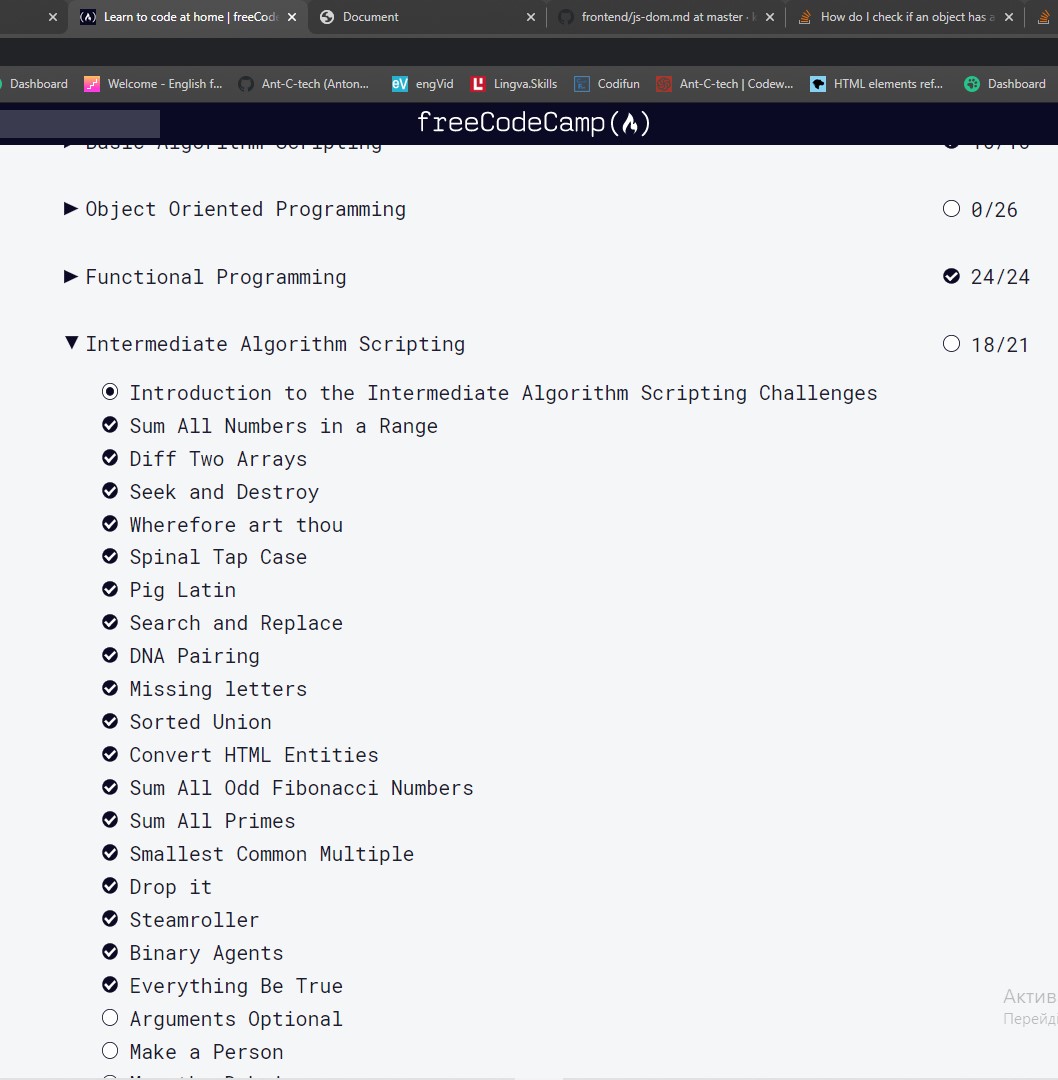 Learn to code at home | freeCod
Document
frontend/js-dom.md at master ·
How do I check if an object has a
Dashboard
Welcome - English f...
Ant-C-tech (Anton...
engVid
Lingva.Skills
Codifun
Ant-C-tech | Codew...
HTML elements ref...
Dashboard
freeCodeCamp
Basic Algorithm Scripting
Object Oriented Programming 0/26
Functional Programming 24/24
Intermediate Algorithm Scripting 18/21
Introduction to the Intermediate Algorithm Scripting Challenges
Sum All Numbers in a Range
Diff Two Arrays
Seek and Destroy
Wherefore art thou
Spinal Tap Case
Pig Latin
Search and Replace
DNA Pairing
Missing letters
Sorted Union
Convert HTML Entities
Sum All Odd Fibonacci Numbers
Sum All Primes
Smallest Common Multiple
Drop it
Steamroller
Binary Agents
Everything Be True
Актив
Перейді
Arguments Optional
Make a Person